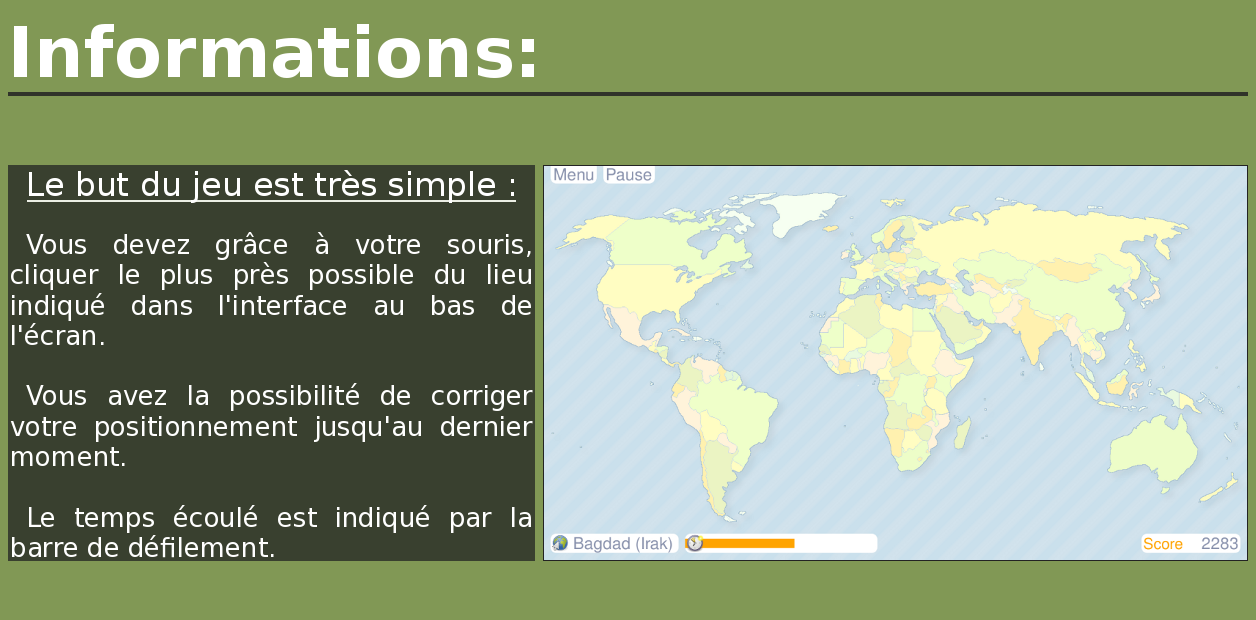 Informations:
Le but du jeu est très simple :
Vous devez grâce à votre souris,
cliquer le plus près possible du lieu
indiqué dans l'interface au bas de
l'écran.
Vous avez la possibilité de corriger
votre positionnement jusqu'au dernier
moment.
Le temps écoulé est indiqué par la
barre de défilement.
Menu Pause
Bagdad (Irak)
Score 2283